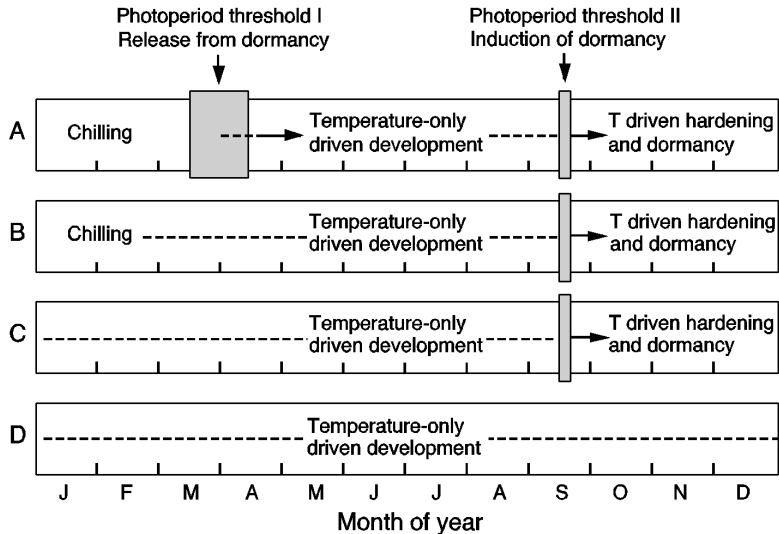 Photoperiod threshold I
Release from dormancy
Photoperiod threshold II
Induction of dormancy
A
Chilling
Temperature-only
driven development
T driven hardening
and dormancy
B
Chilling
Temperature-only
driven development
T driven hardening
and dormancy
C
Temperature-only
driven development
T driven hardening
and dormancy
D
Temperature-only
driven development
J F M A M J J A S O N D
Month of year